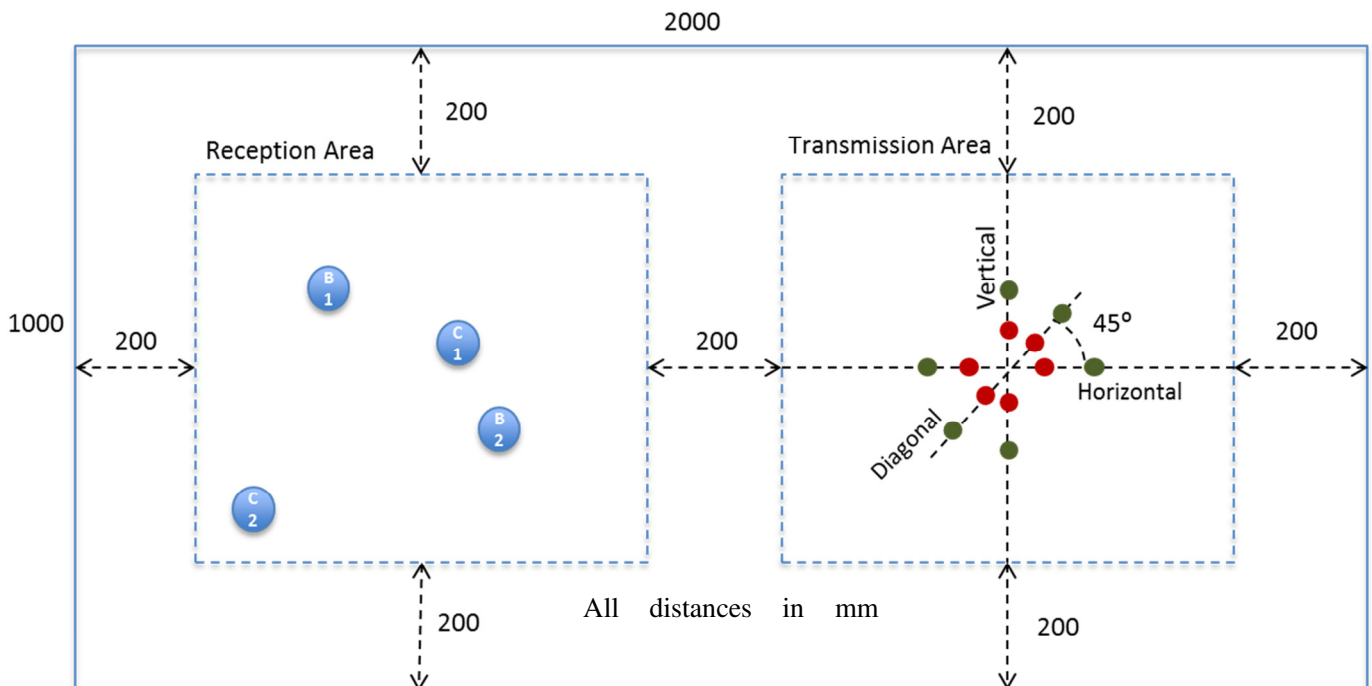 2000
200
200
Reception Area
Transmission Area
B
1
Vertical
C
1
45º
1000
200
200
200
Horizontal
B
2
Diagonal
C
2
All distances in mm
200
200